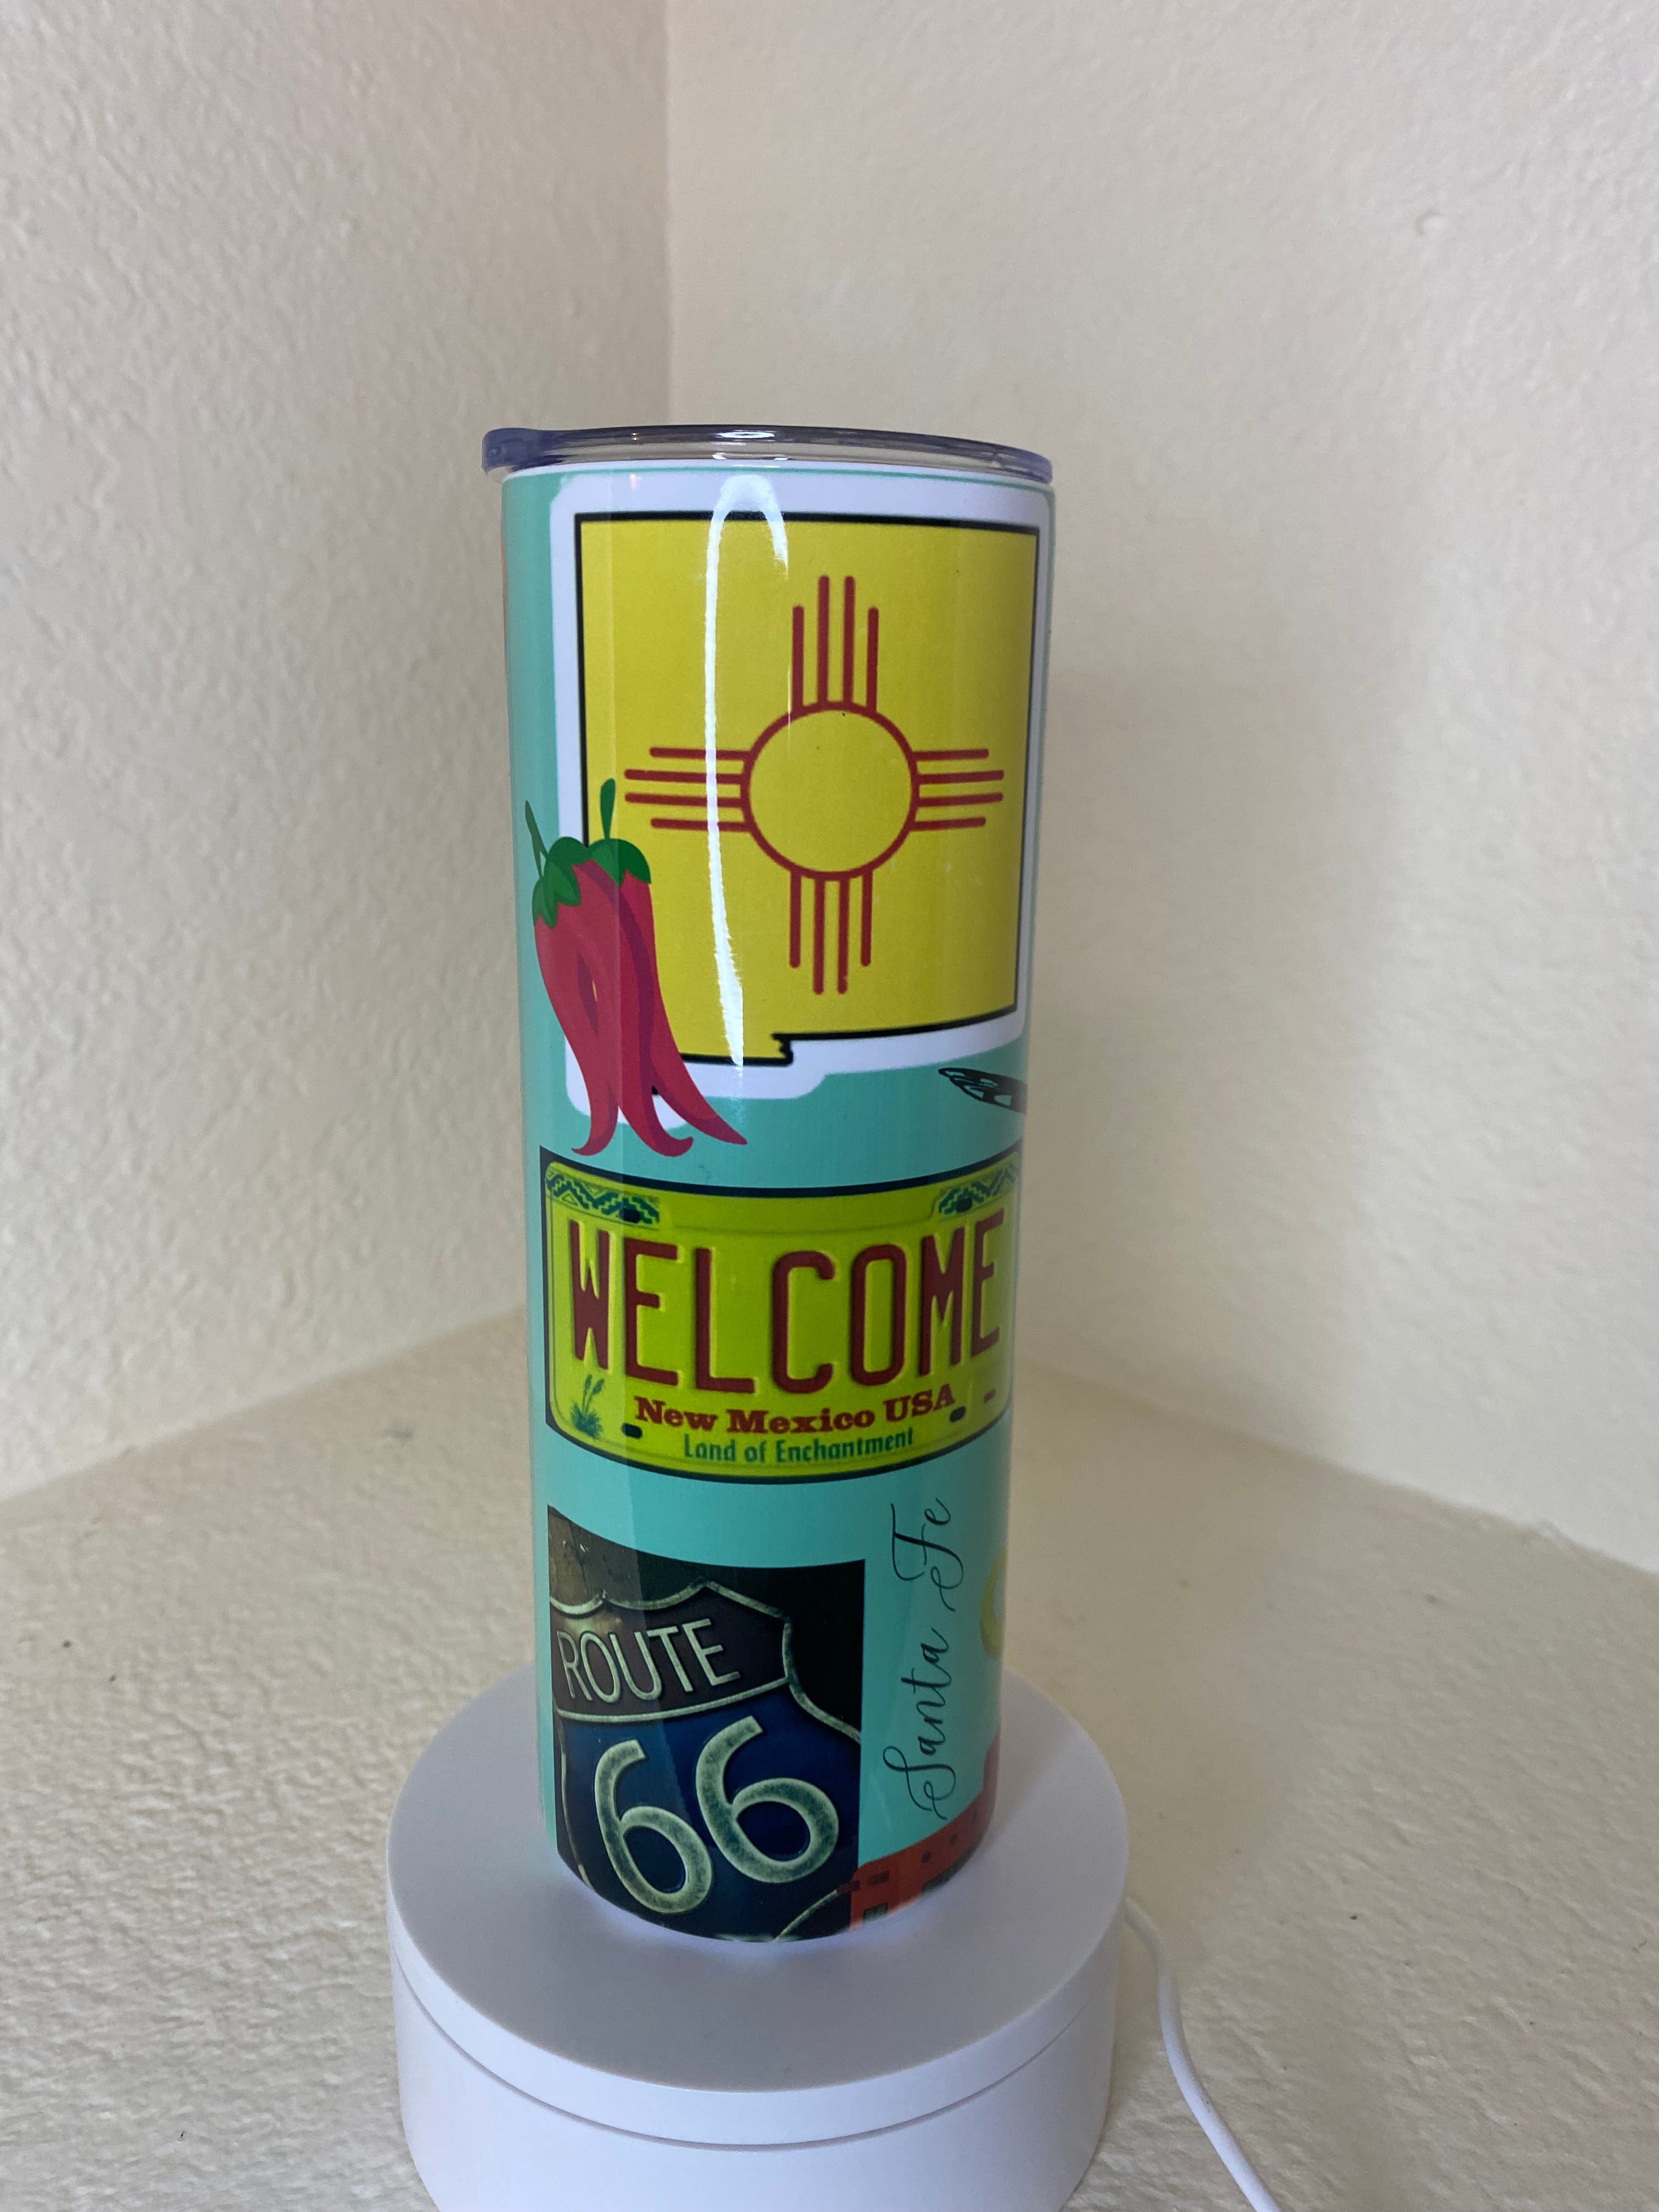 WELCOME
New Mexico USA
Land of Enchantment
ROUTE
66
Santa Fe